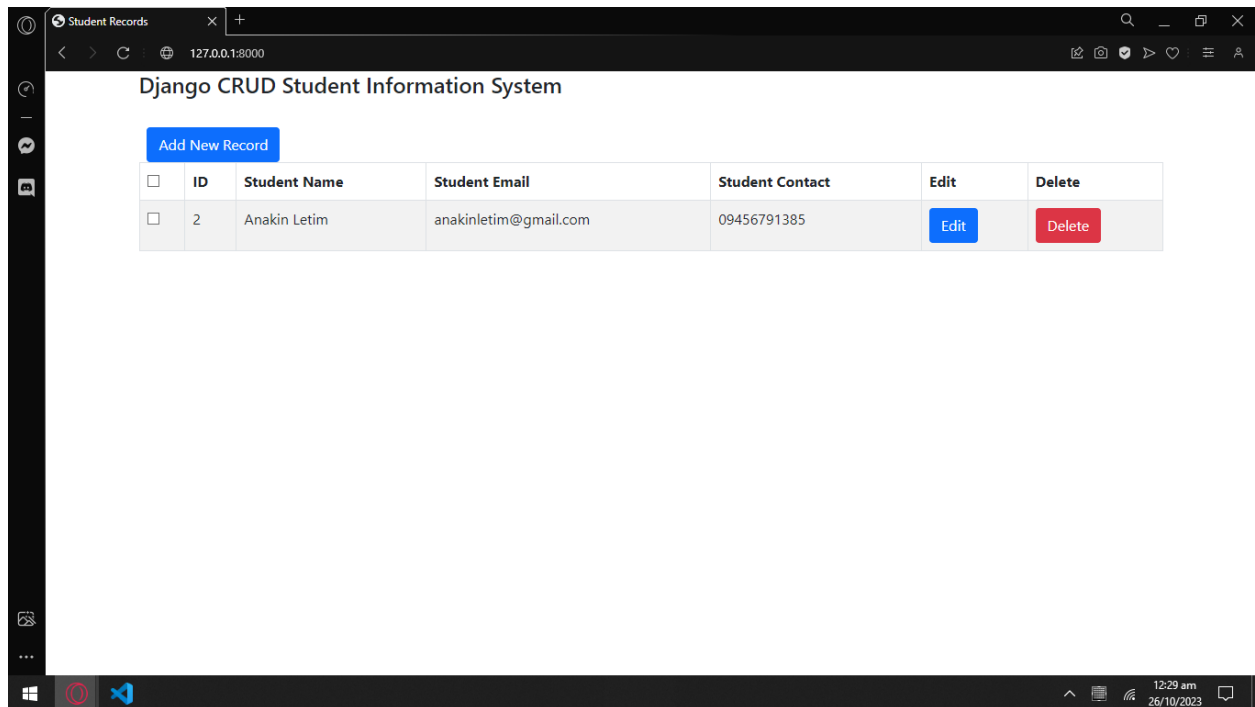 Student Records
127.0.0.1:8000
Django CRUD Student Information System
Add New Record
ID Student Name Student Email Student Contact Edit Delete
2 Anakin Letim anakinletim@gmail.com 09456791385 Edit Delete
12:29 am
26/10/2023